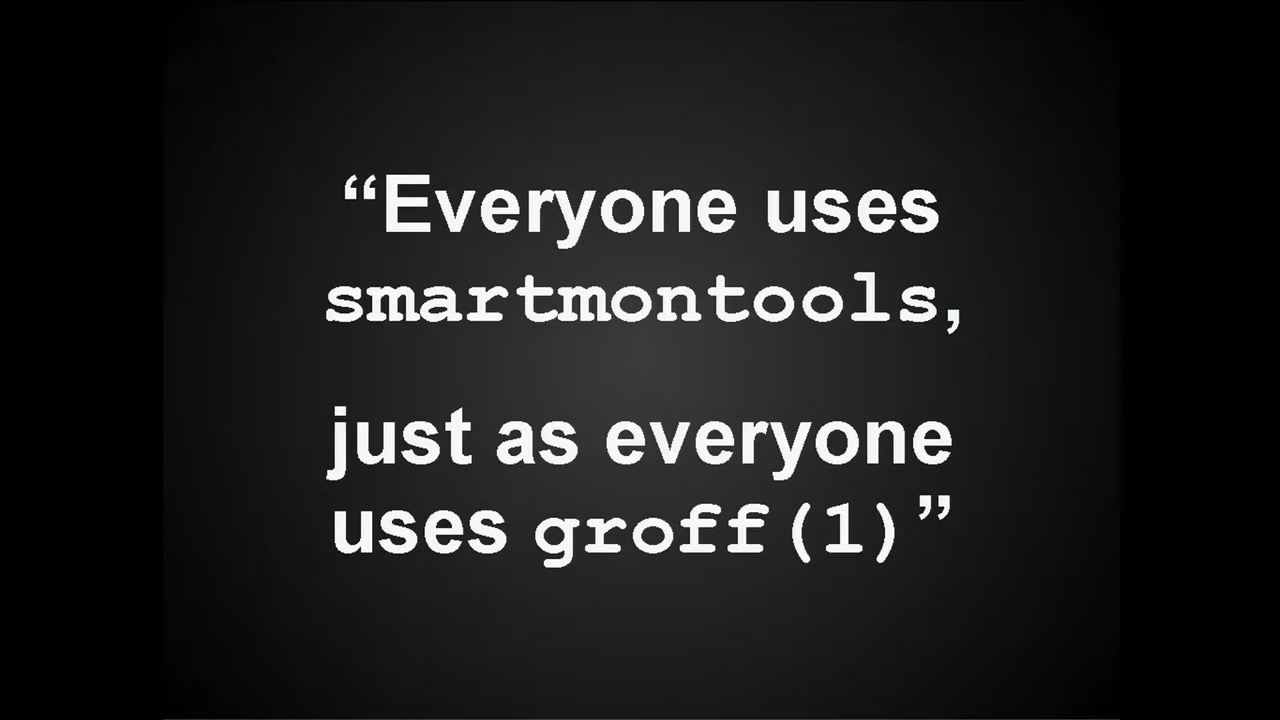 “Everyone uses
smartmontools,
just as everyone
uses groff(1)”